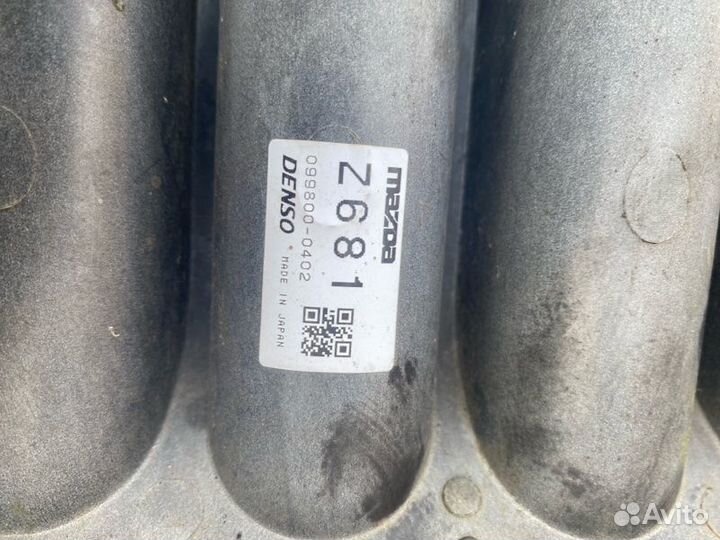 mazda
Z681
099800-0402
DENSO
MADE IN JAPAN
Avito